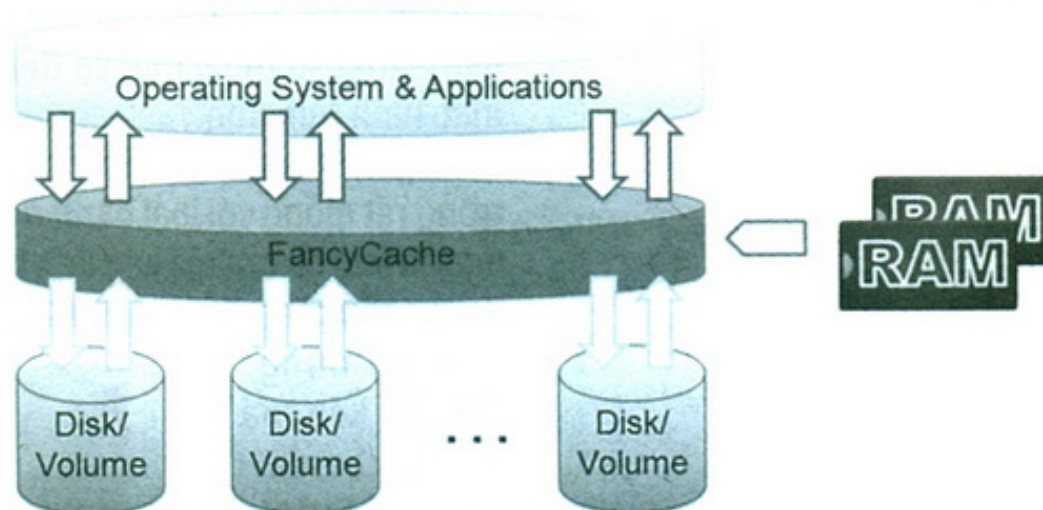 Operating System & Applications
FancyCache
RAM
RAM
Disk/
Volume
Disk/
Volume
...
Disk/
Volume